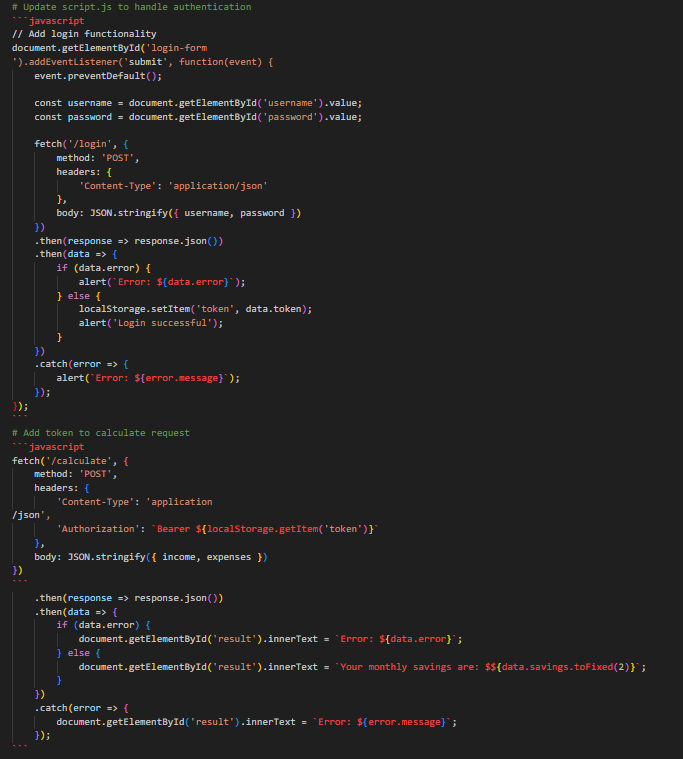 # Update script.js to handle authentication
```javascript
// Add login functionality
document.getElementById('login-form
').addEventListener('submit', function(event) {
    event.preventDefault();

    const username = document.getElementById('username').value;
    const password = document.getElementById('password').value;

    fetch('/login', {
        method: 'POST',
        headers: {
            'Content-Type': 'application/json'
        },
        body: JSON.stringify({ username, password })
    })
    .then(response => response.json())
    .then(data => {
        if (data.error) {
            alert(`Error: ${data.error}`);
        } else {
            localStorage.setItem('token', data.token);
            alert('Login successful');
        }
    })
    .catch(error => {
        alert(`Error: ${error.message}`);
    });
});
```
# Add token to calculate request
```javascript
fetch('/calculate', {
    method: 'POST',
    headers: {
        'Content-Type': 'application
/json',
        'Authorization': `Bearer ${localStorage.getItem('token')}`
    },
    body: JSON.stringify({ income, expenses })
})
```
    .then(response => response.json())
    .then(data => {
        if (data.error) {
            document.getElementById('result').innerText = `Error: ${data.error}`;
        } else {
            document.getElementById('result').innerText = `Your monthly savings are: $${data.savings.toFixed(2)}`;
        }
    })
    .catch(error => {
        document.getElementById('result').innerText = `Error: ${error.message}`;
    });
```